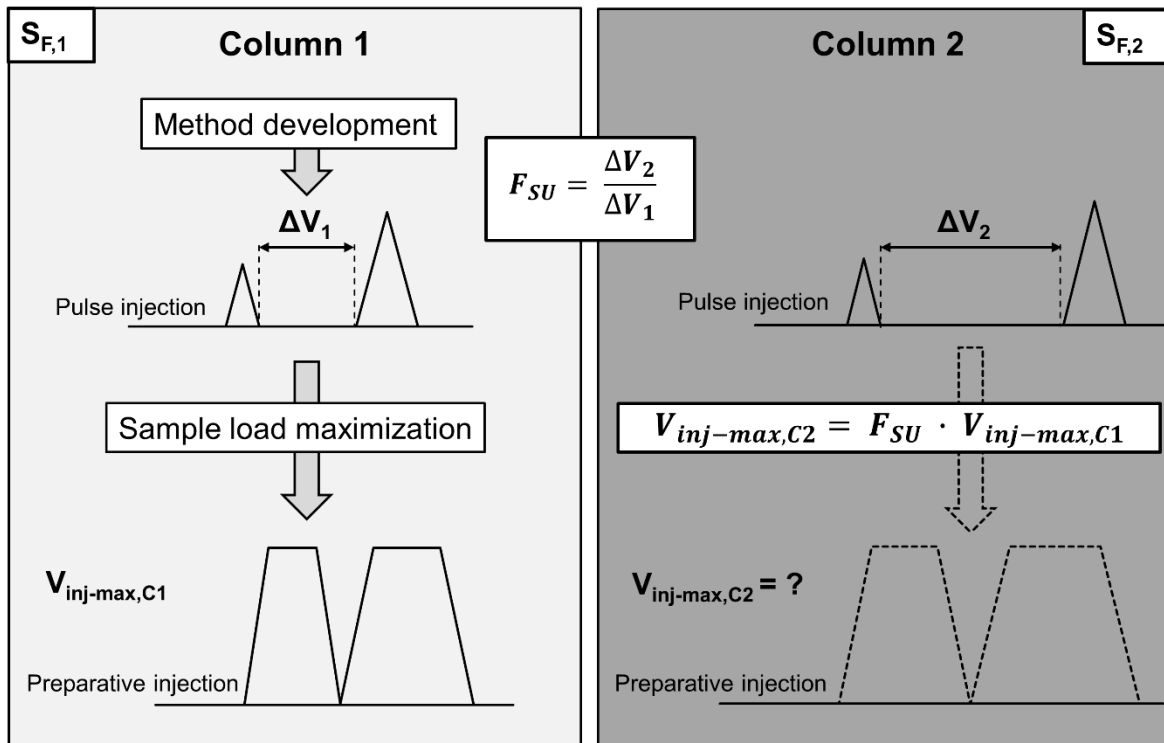 S_F,1
Column 1
Method development
ΔV_1
Pulse injection
Sample load maximization
V_inj-max,C1
Preparative injection
F_SU = ΔV_2 / ΔV_1
Column 2
S_F,2
ΔV_2
Pulse injection
V_inj−max,C2 = F_SU · V_inj−max,C1
V_inj-max,C2 = ?
Preparative injection